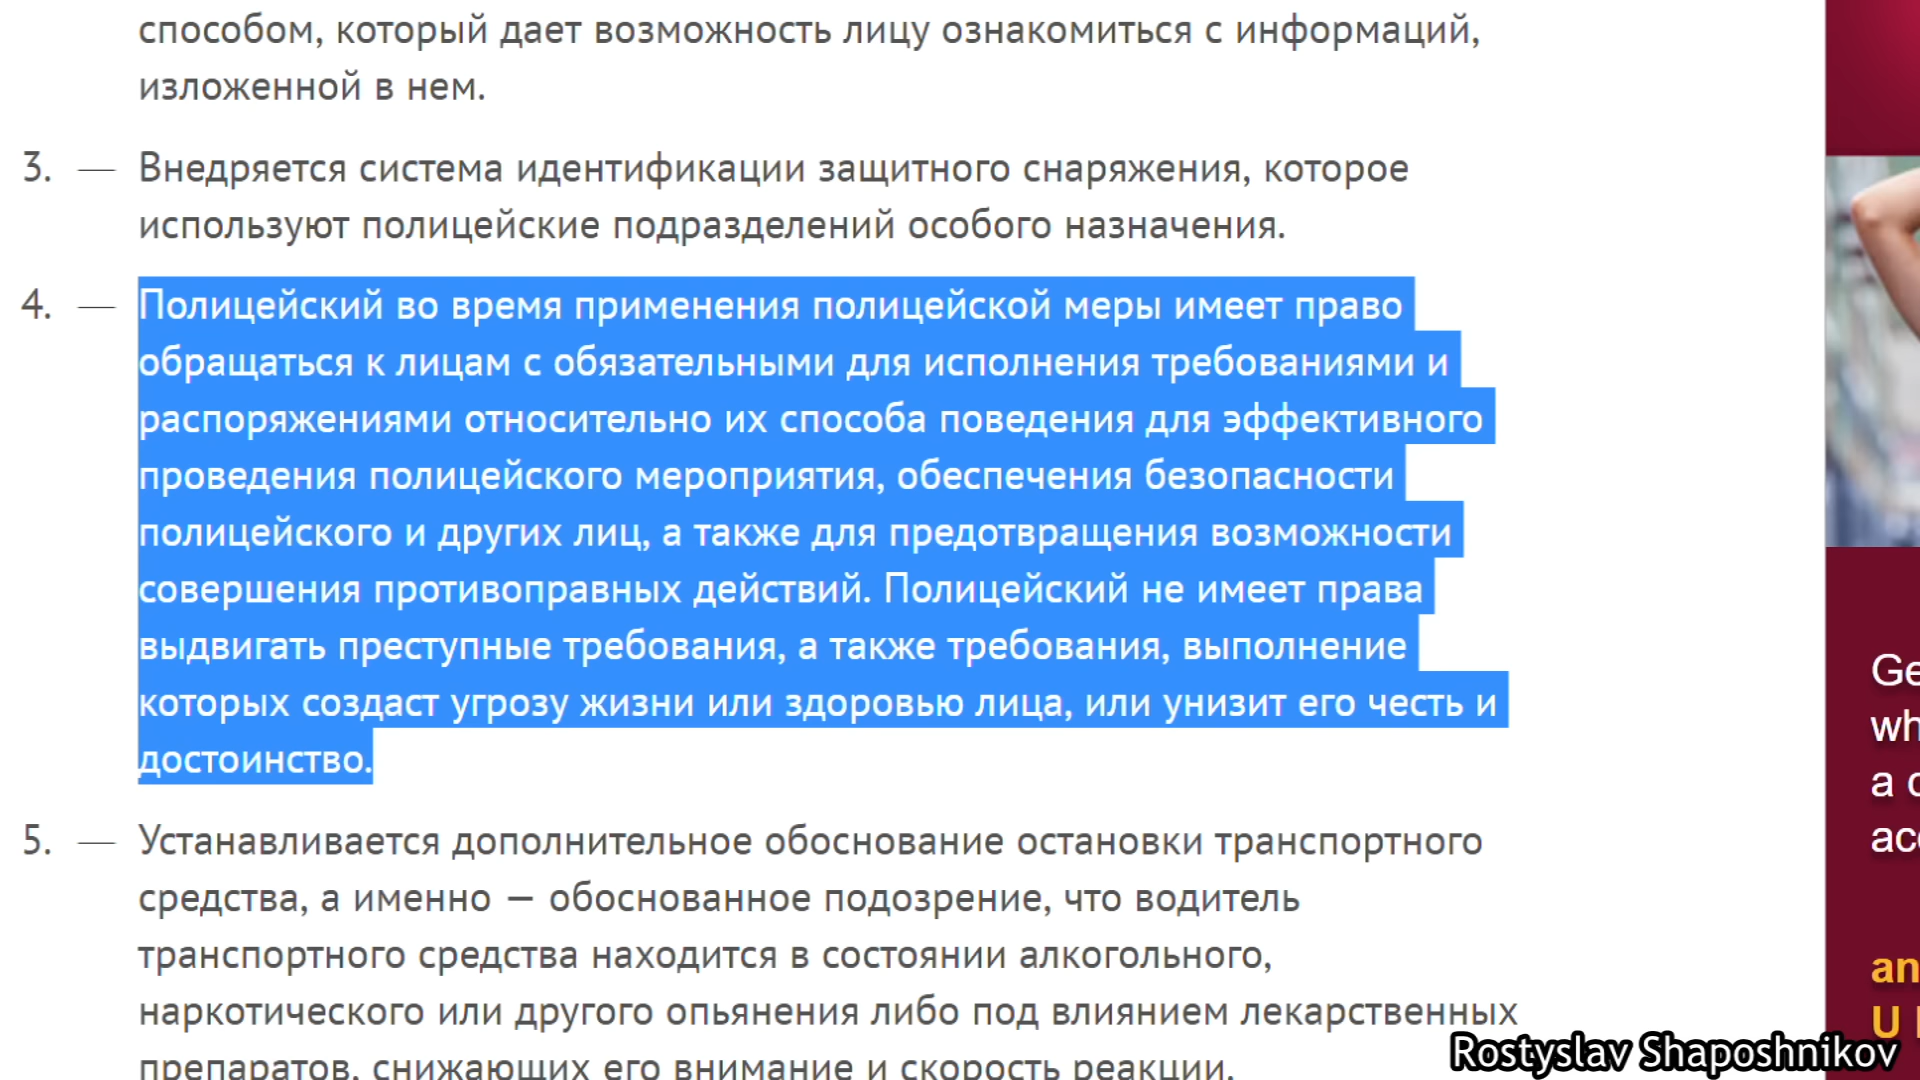 способом, который дает возможность лицу ознакомиться с информаций,
изложенной в нем.
3. — Внедряется система идентификации защитного снаряжения, которое
используют полицейские подразделений особого назначения.
4. — Полицейский во время применения полицейской меры имеет право
обращаться к лицам с обязательными для исполнения требованиями и
распоряжениями относительно их способа поведения для эффективного
проведения полицейского мероприятия, обеспечения безопасности
полицейского и других лиц, а также для предотвращения возможности
совершения противоправных действий. Полицейский не имеет права
выдвигать преступные требования, а также требования, выполнение
которых создаст угрозу жизни или здоровью лица, или унизит его честь и
достоинство.
5. — Устанавливается дополнительное обоснование остановки транспортного
средства, а именно — обоснованное подозрение, что водитель
транспортного средства находится в состоянии алкогольного,
наркотического или другого опьянения либо под влиянием лекарственных
препаратов, снижающих его внимание и скорость реакции.
Ge
wh
a
acc
an
U
Rostyslav Shaposhnikov